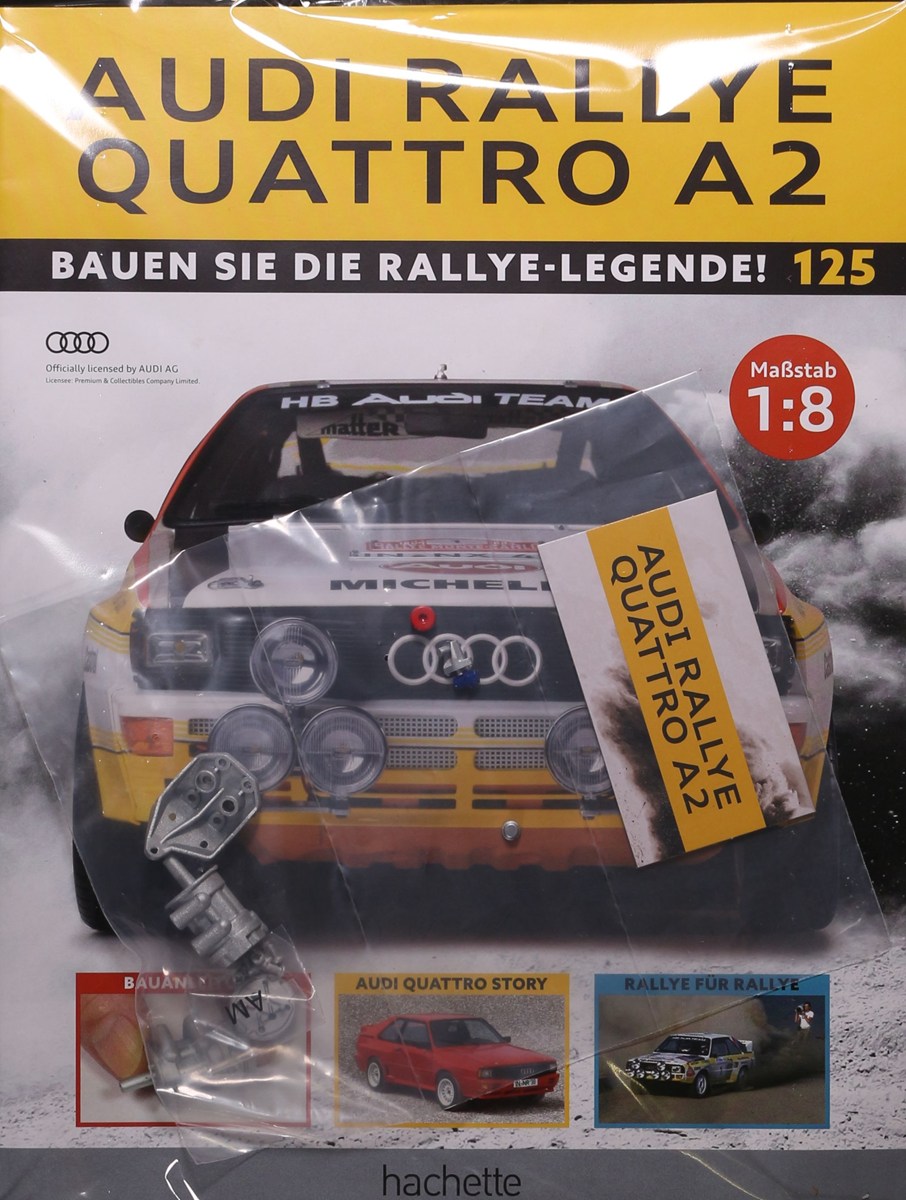 AUDI RALLYE
QUATTRO A2
BAUEN SIE DIE RALLYE-LEGENDE! 125
Officially licensed by AUDI AG
Licensee: Premium & Collectibles Company Limited.
Maßstab
1:8
HB Audi TEAM
matter
MICHELI
AUDI RALLYE
QUATTRO A2
AM
AUDI QUATTRO STORY
RALLYE FÜR RALLYE
hachette